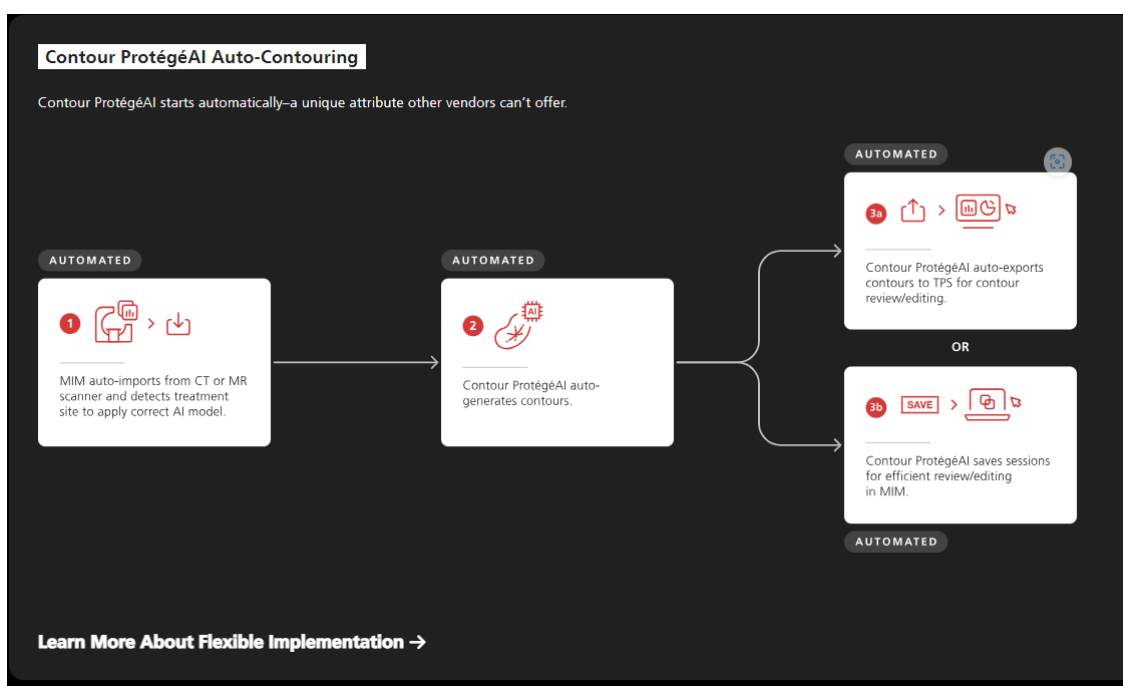 Contour ProtégéAI Auto-Contouring
Contour ProtégéAI starts automatically–a unique attribute other vendors can’t offer.
AUTOMATED
1
MIM auto-imports from CT or MR
scanner and detects treatment
site to apply correct AI model.
AUTOMATED
2
AI
Contour ProtégéAI auto-
generates contours.
AUTOMATED
3a
Contour ProtégéAI auto-exports
contours to TPS for contour
review/editing.
OR
3b
SAVE
Contour ProtégéAI saves sessions
for efficient review/editing
in MIM.
AUTOMATED
Learn More About Flexible Implementation →